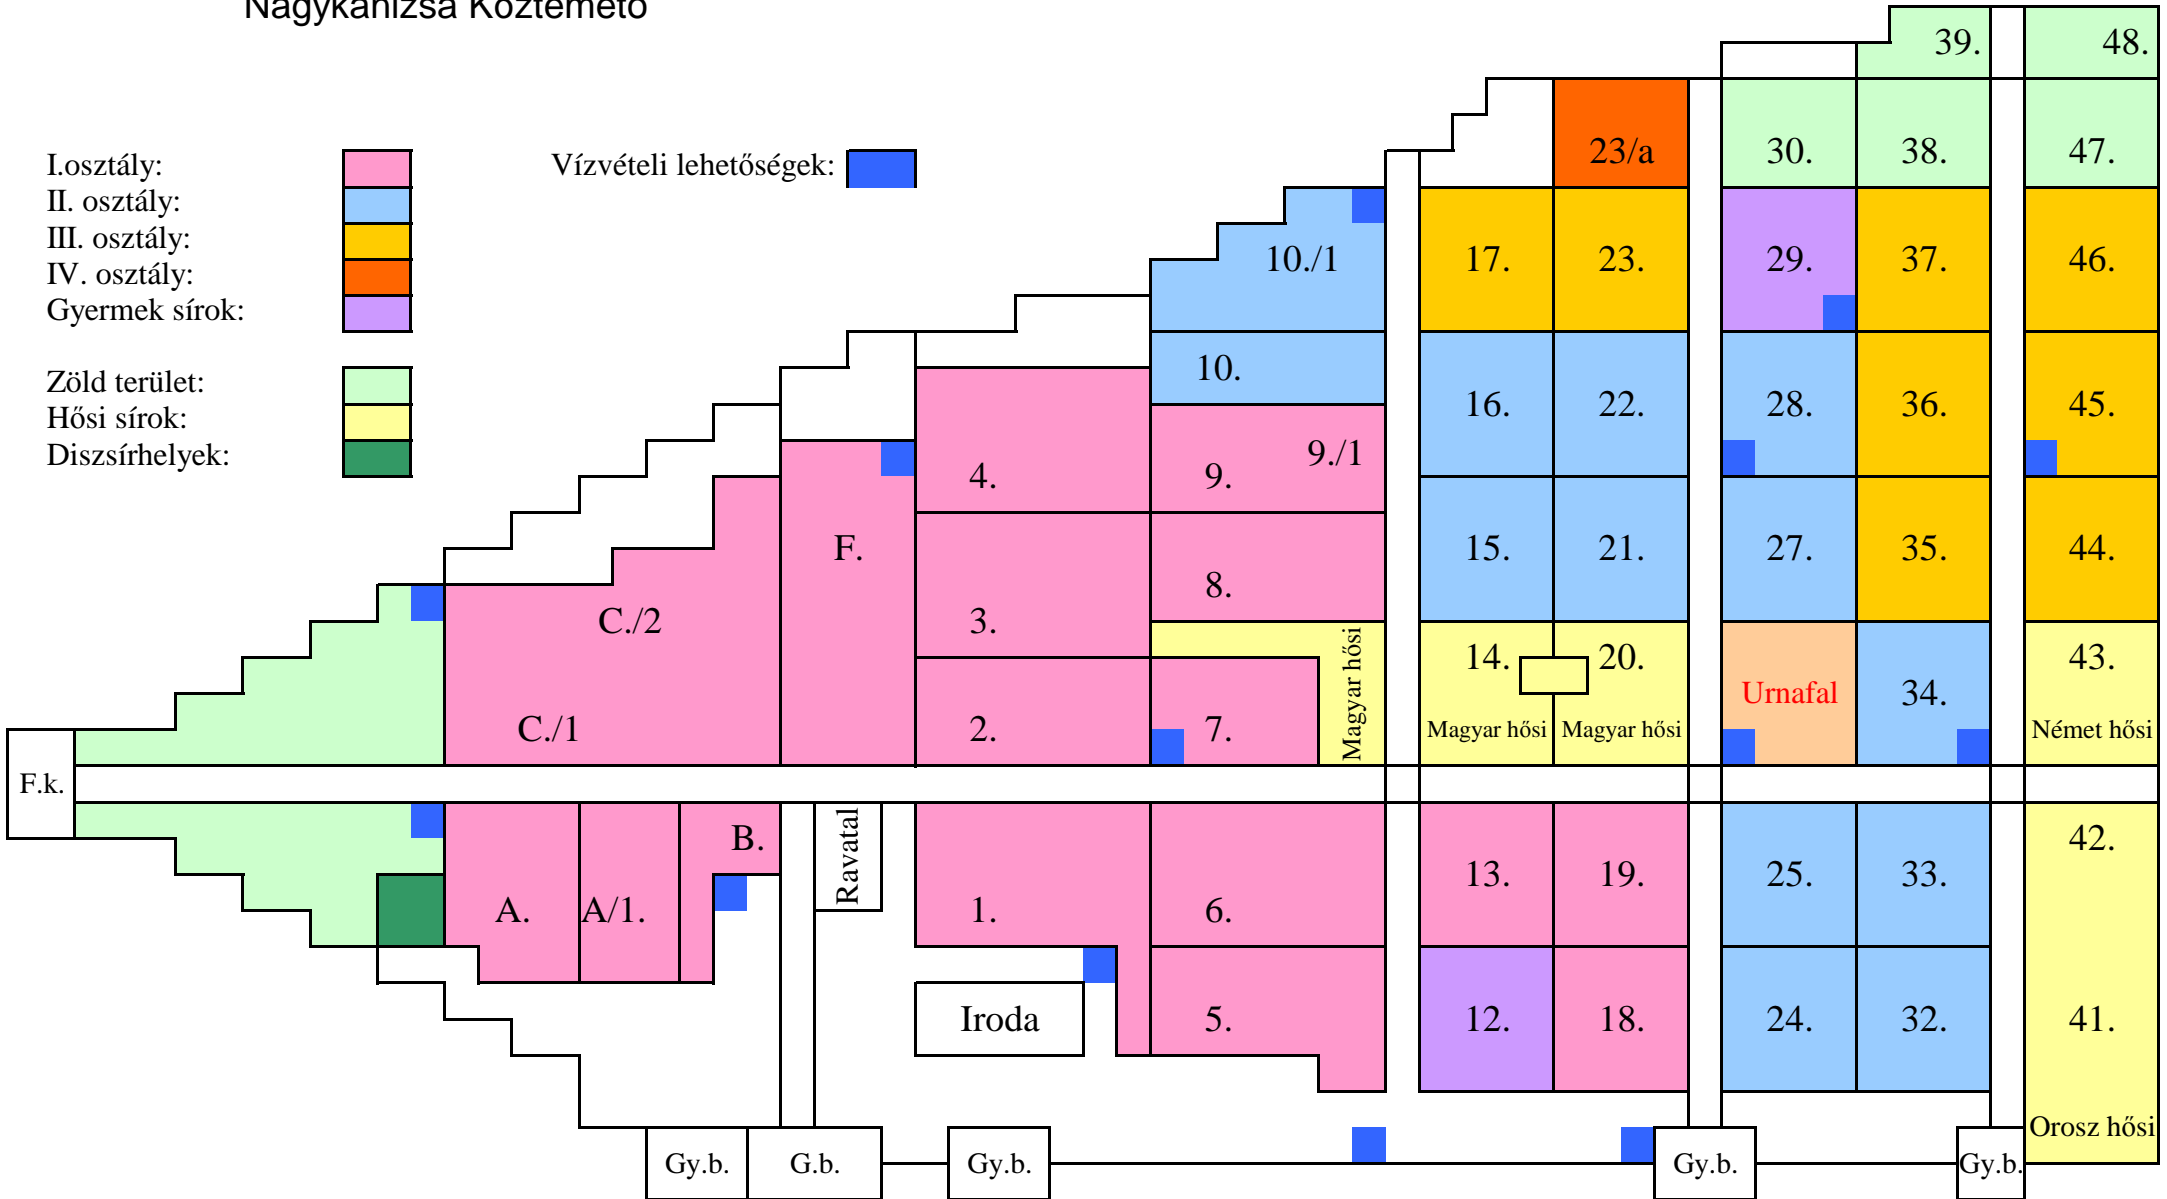 Nagykanizsa Köztemető
39.
48.
I.osztály:
Vízvételi lehetőségek:
23/a
30.
38.
47.
II. osztály:
III. osztály:
10./1
17.
23.
29.
37.
46.
IV. osztály:
Gyermek sírok:
Zöld terület:
10.
Hősi sírok:
16.
22.
28.
36.
45.
Diszsírhelyek:
4.
9.
9./1
F.
15.
21.
27.
35.
44.
8.
C./2
3.
Magyar hősi
14.
20.
43.
Urnafal
34.
C./1
2.
7.
Magyar hősi
Magyar hősi
Német hősi
F.k.
B.
Ravatal
42.
13.
19.
25.
33.
A.
A/1.
1.
6.
Iroda
5.
12.
18.
24.
32.
41.
Orosz hősi
Gy.b.
G.b.
Gy.b.
Gy.b.
Gy.b.